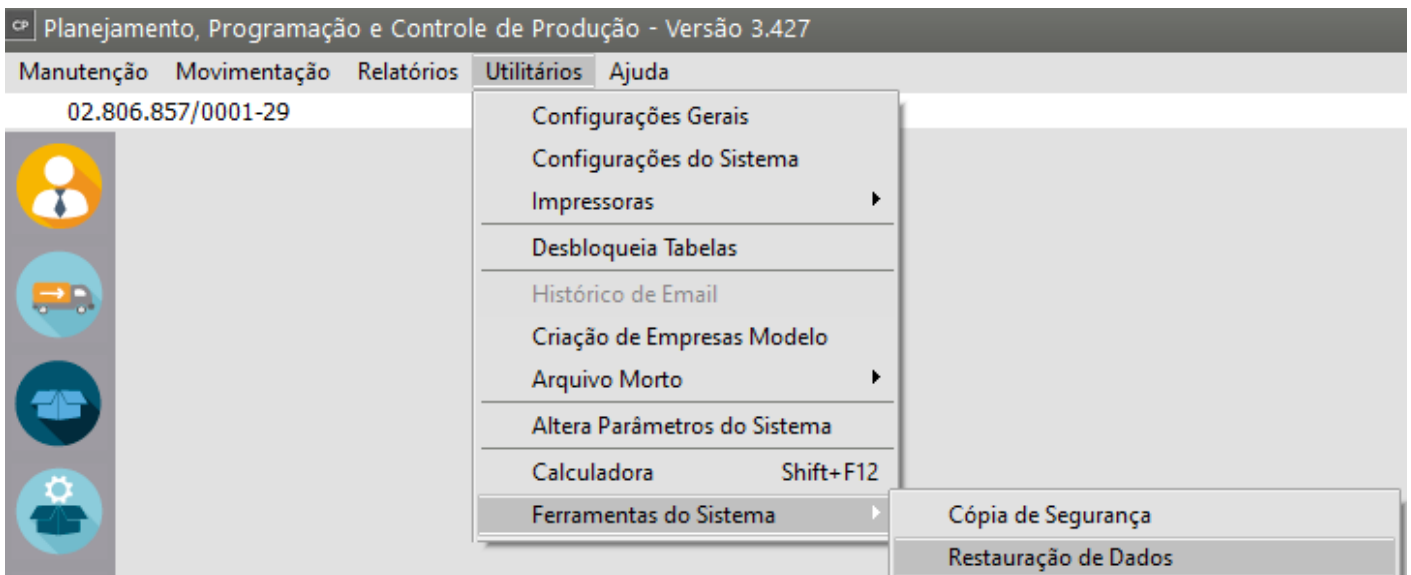 CP Planejamento, Programação e Controle de Produção - Versão 3.427
Manutenção Movimentação Relatórios Utilitários Ajuda
02.806.857/0001-29
Configurações Gerais
Configurações do Sistema
Impressoras
Desbloqueia Tabelas
Histórico de Email
Criação de Empresas Modelo
Arquivo Morto
Altera Parâmetros do Sistema
Calculadora Shift+F12
Ferramentas do Sistema
Cópia de Segurança
Restauração de Dados